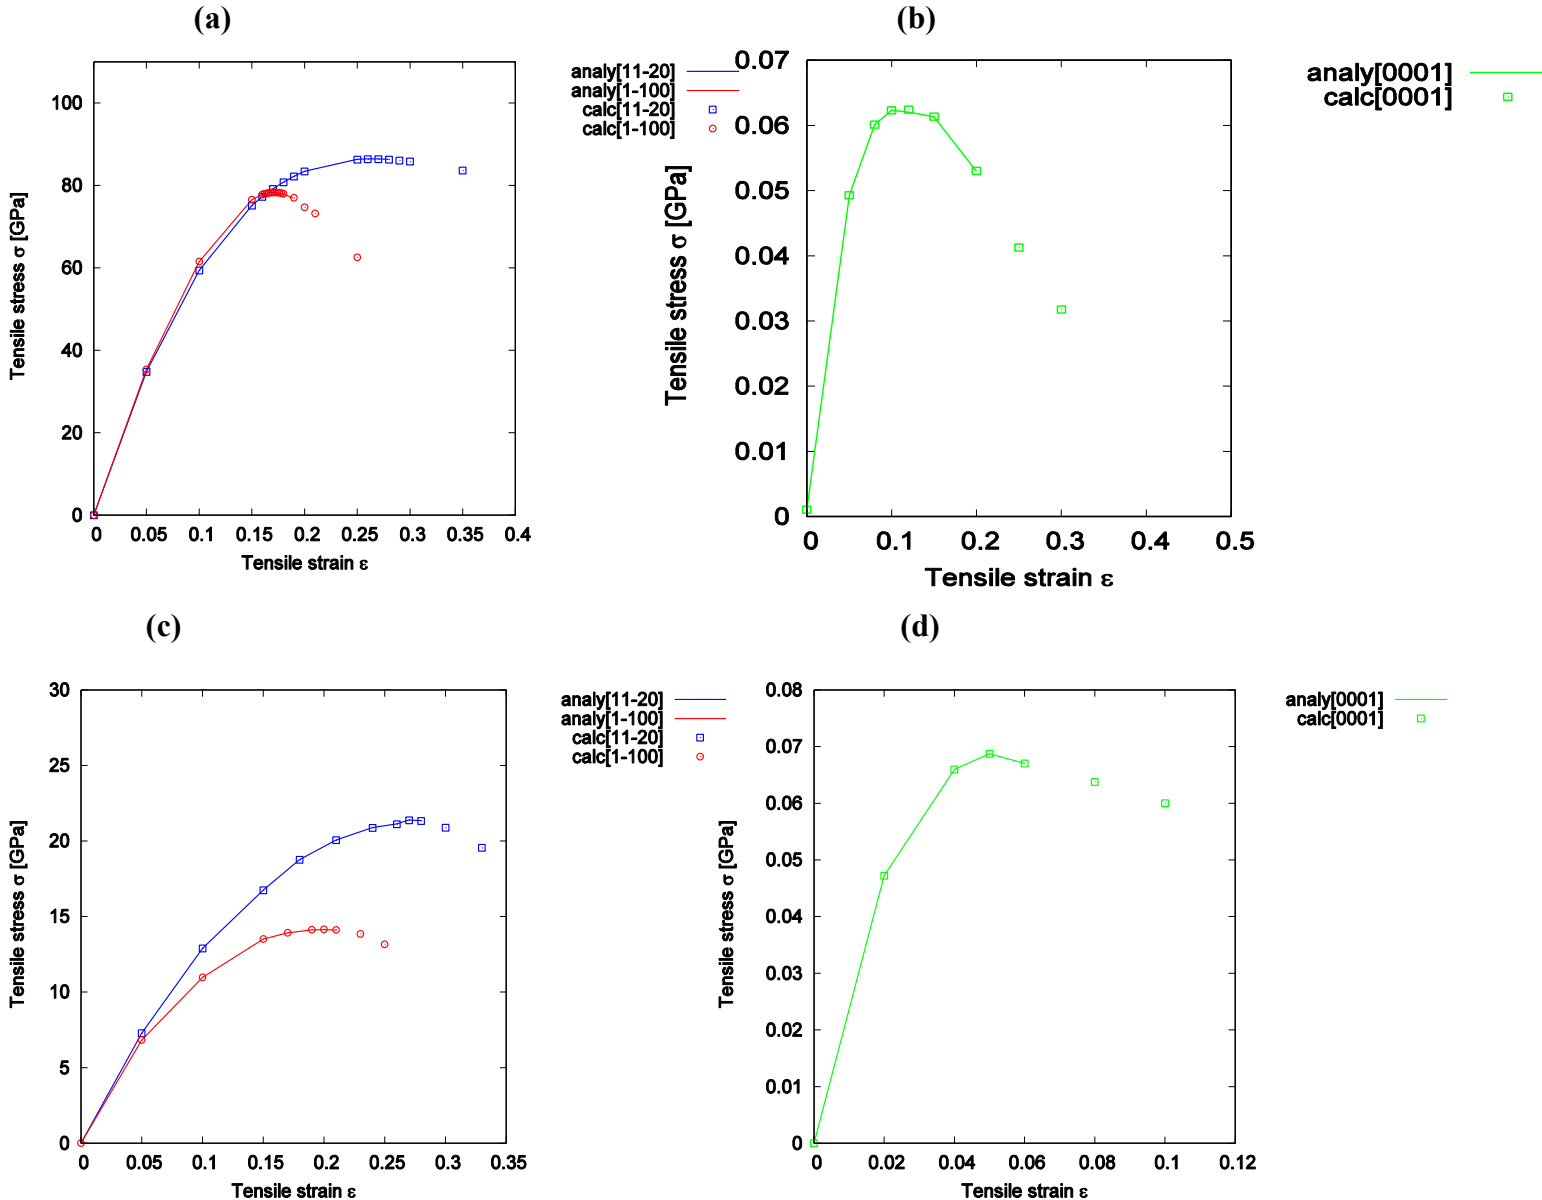 (a)
analy[11-20]
analy[1-100]
calc[11-20]
calc[1-100]
100
80
60
40
20
0
0 0.05 0.1 0.15 0.2 0.25 0.3 0.35 0.4
Tensile stress σ [GPa]
Tensile strain ε
(b)
analy[0001]
calc[0001]
0.07
0.06
0.05
0.04
0.03
0.02
0.01
0
0 0.1 0.2 0.3 0.4 0.5
Tensile stress σ [GPa]
Tensile strain ε
(c)
analy[11-20]
analy[1-100]
calc[11-20]
calc[1-100]
30
25
20
15
10
5
0
0 0.05 0.1 0.15 0.2 0.25 0.3 0.35
Tensile stress σ [GPa]
Tensile strain ε
(d)
analy[0001]
calc[0001]
0.08
0.07
0.06
0.05
0.04
0.03
0.02
0.01
0
0 0.02 0.04 0.06 0.08 0.1 0.12
Tensile stress σ [GPa]
Tensile strain ε